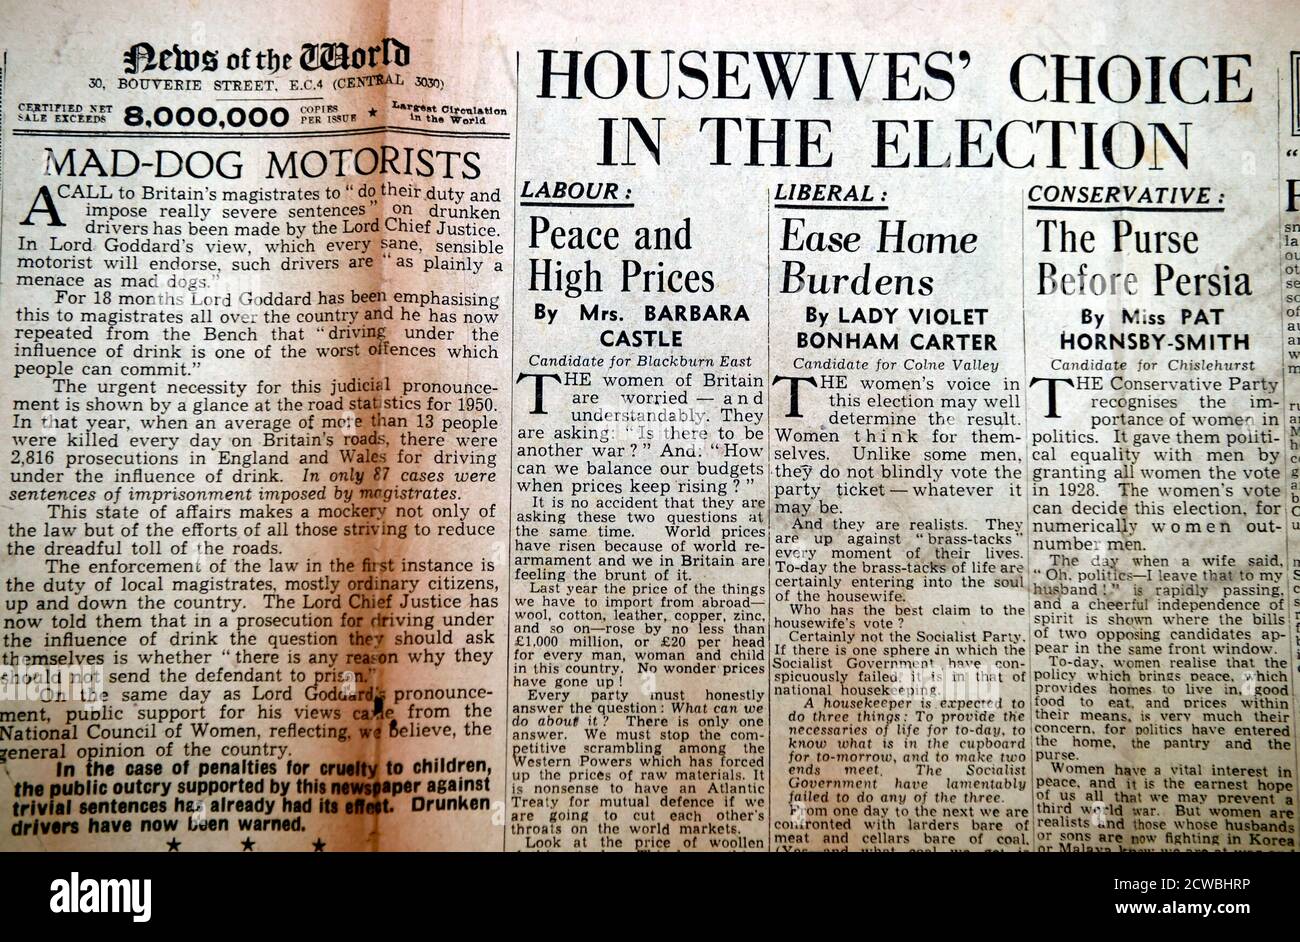 News of the World
30, BOUVERIE STREET, E.C.4 (CENTRAL 3030)
CERTIFIED NET
SALE EXCEEDS 8,000,000 COPIES
PER ISSUE ★ Largest Circulation
in the World
MAD-DOG MOTORISTS
A CALL to Britain's magistrates to "do their duty and
impose really severe sentences" on drunken
drivers has been made by the Lord Chief Justice.
In Lord Goddard's view, which every sane, sensible
motorist will endorse, such drivers are "as plainly a
menace as mad dogs."
For 18 months Lord Goddard has been emphasising
this to magistrates all over the country and he has now
repeated from the Bench that "driving under the
influence of drink is one of the worst offences which
people can commit."
The urgent necessity for this judicial pronounce-
ment is shown by a glance at the road statistics for 1950.
In that year, when an average of more than 13 people
were killed every day on Britain's roads, there were
2,816 prosecutions in England and Wales for driving
under the influence of drink. In only 87 cases were
sentences of imprisonment imposed by magistrates.
This state of affairs makes a mockery not only of
the law but of the efforts of all those striving to reduce
the dreadful toll of the roads.
The enforcement of the law in the first instance is
the duty of local magistrates, mostly ordinary citizens,
up and down the country. The Lord Chief Justice has
now told them that in a prosecution for driving under
the influence of drink the question they should ask
themselves is whether "there is any reason why they
should not send the defendant to prison."
On the same day as Lord Goddard's pronounce-
ment, public support for his views came from the
National Council of Women, reflecting, we believe, the
general opinion of the country.
In the case of penalties for cruelty to children,
the public outcry supported by this newspaper against
trivial sentences has already had its effect. Drunken
drivers have now been warned.
★ ★ ★
HOUSEWIVES' CHOICE
IN THE ELECTION
LABOUR:
Peace and
High Prices
By Mrs. BARBARA
CASTLE
Candidate for Blackburn East
THE women of Britain
are worried — and
understandably. They
are asking: "Is there to be
another war?" And: "How
can we balance our budgets
when prices keep rising?"
It is no accident that they are
asking these two questions at
the same time. World prices
have risen because of world re-
armament and we in Britain are
feeling the brunt of it.
Last year the price of the things
we have to import from abroad—
wool, cotton, leather, copper, zinc,
and so on—rose by no less than
£1,000 million, or £20 per head
for every man, woman and child
in this country. No wonder prices
have gone up!
Every party must honestly
answer the question: What can we
do about it? There is only one
answer. We must stop the com-
petitive scrambling among the
Western Powers which has forced
up the prices of raw materials. It
is nonsense to have an Atlantic
Treaty for mutual defence if we
are going to cut each other's
throats on the world markets.
Look at the price of woollen
LIBERAL:
Ease Home
Burdens
By LADY VIOLET
BONHAM CARTER
Candidate for Colne Valley
THE women's voice in
this election may well
determine the result.
Women think for them-
selves. Unlike some men,
they do not blindly vote the
party ticket—whatever it
may be.
And they are realists. They
are up against "brass-tacks"
every moment of their lives.
To-day the brass-tacks of life are
certainly entering into the soul
of the housewife.
Who has the best claim to the
housewife's vote?
Certainly not the Socialist Party.
If there is one sphere in which the
Socialist Government have con-
spicuously failed, it is in that of
national housekeeping.
A housekeeper is expected to
do three things: To provide the
necessaries of life for to-day, to
know what is in the cupboard
for to-morrow, and to make two
ends meet. The Socialist
Government have lamentably
failed to do any of the three.
From one day to the next we are
confronted with larders bare of
meat and cellars bare of coal.
CONSERVATIVE:
The Purse
Before Persia
By Miss PAT
HORNSBY-SMITH
Candidate for Chislehurst
THE Conservative Party
recognises the im-
portance of women in
politics. It gave them politi-
cal equality with men by
granting all women the vote
in 1928. The women's vote
can decide this election, for
numerically women out-
number men.
The day when a wife said,
"Oh, politics—I leave that to my
husband!" is rapidly passing,
and a cheerful independence of
spirit is shown where the bills
of two opposing candidates ap-
pear in the same front window.
To-day, women realise that the
policy which brings peace, which
provides homes to live in, good
food to eat, and prices within
their means, is very much their
concern, for politics have entered
the home, the pantry and the
purse.
Women have a vital interest in
peace, and it is the earnest hope
of us all that we may prevent a
third world war. But women are
realists and those whose husbands
or sons are now fighting in Korea
alamy
Image ID: 2CWBHRP
www.alamy.com